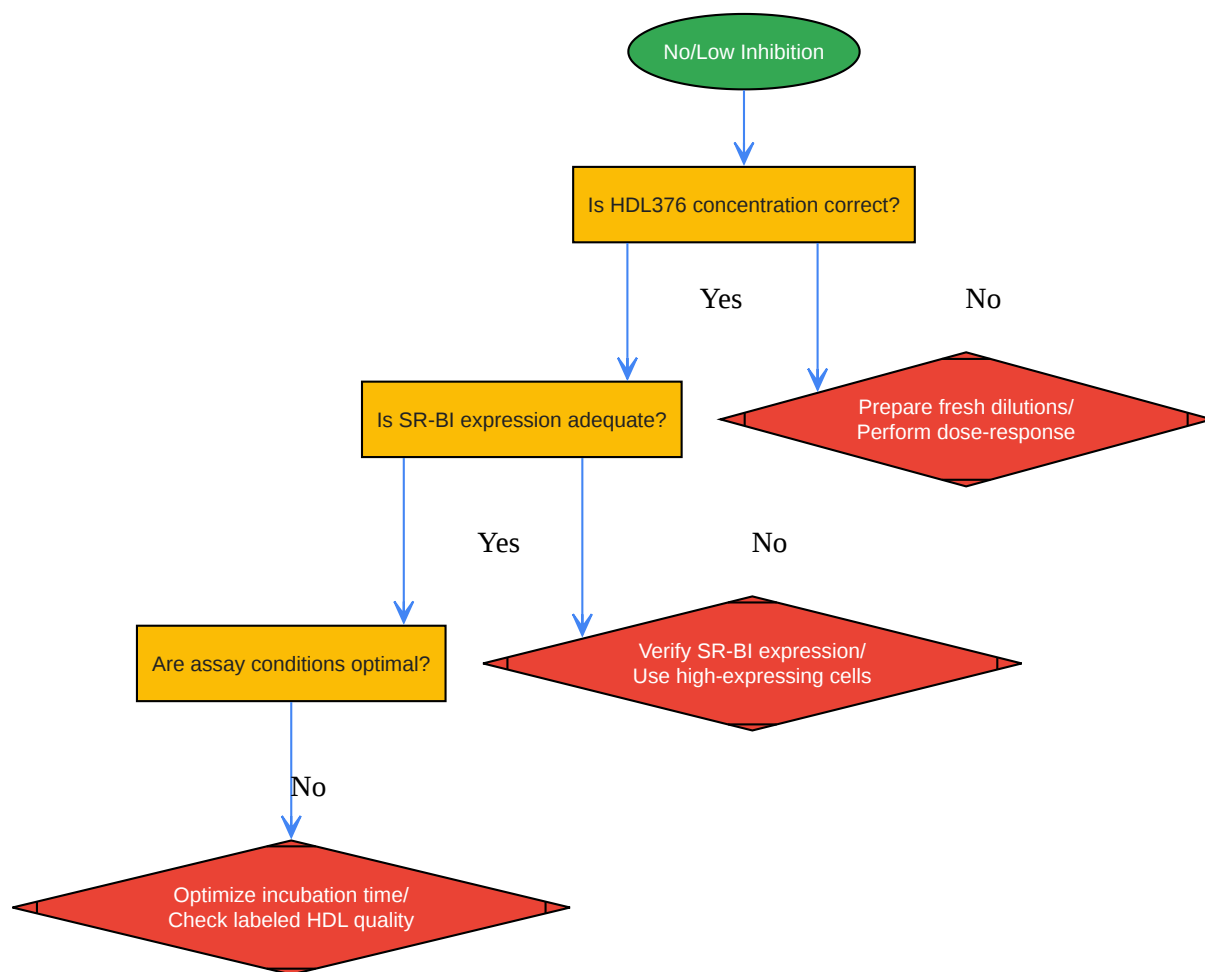 No/Low Inhibition
Is HDL376 concentration correct?
Yes
No
Is SR-BI expression adequate?
Prepare fresh dilutions/
Perform dose-response
Yes
No
Are assay conditions optimal?
Verify SR-BI expression/
Use high-expressing cells
No
Optimize incubation time/
Check labeled HDL quality